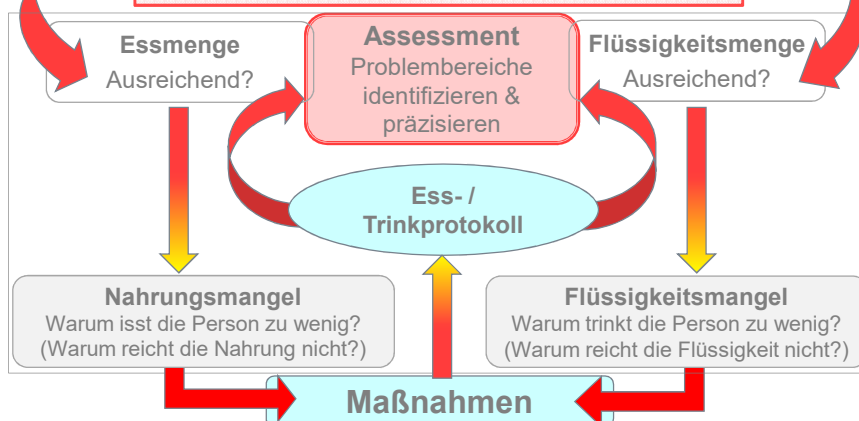 Essmenge
Ausreichend?
Assessment
Problembereiche
identifizieren &
präzisieren
Flüssigkeitsmenge
Ausreichend?
Ess- /
Trinkprotokoll
Nahrungsmangel
Warum isst die Person zu wenig?
(Warum reicht die Nahrung nicht?)
Flüssigkeitsmangel
Warum trinkt die Person zu wenig?
(Warum reicht die Flüssigkeit nicht?)
Maßnahmen